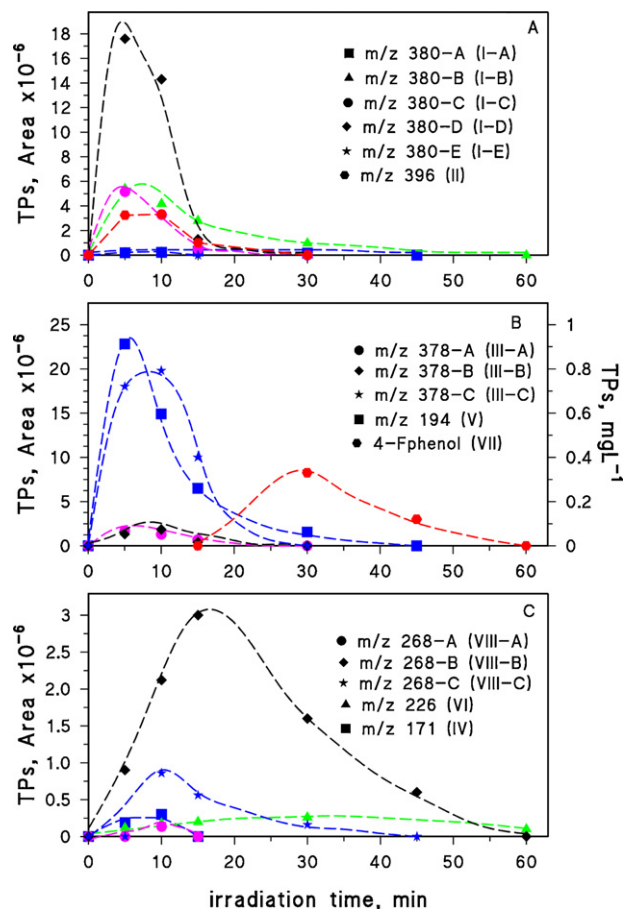 A
TPs, Area x10⁻⁶
18
16
14
12
10
8
6
4
2
0
m/z 380-A (I-A)
m/z 380-B (I-B)
m/z 380-C (I-C)
m/z 380-D (I-D)
m/z 380-E (I-E)
m/z 396 (II)
0 10 20 30 40 50 60
B
TPs, Area x10⁻⁶
25
20
15
10
5
0
m/z 378-A (III-A)
m/z 378-B (III-B)
m/z 378-C (III-C)
m/z 194 (V)
4-Fphenol (VII)
1
0.8
0.6
0.4
0.2
0
TPs, mgL⁻¹
0 10 20 30 40 50 60
C
TPs, Area x10⁻⁶
3
2.5
2
1.5
1
0.5
0
m/z 268-A (VIII-A)
m/z 268-B (VIII-B)
m/z 268-C (VIII-C)
m/z 226 (VI)
m/z 171 (IV)
0 10 20 30 40 50 60
irradiation time, min